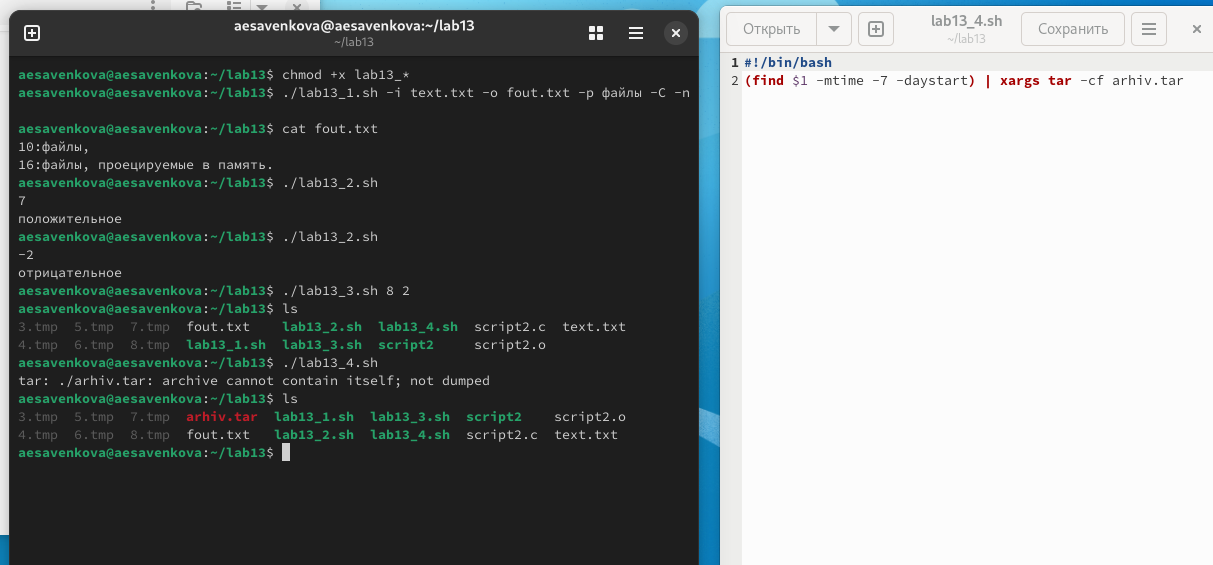 aesavenkova@aesavenkova:~/lab13
~/lab13
aesavenkova@aesavenkova:~/lab13$ chmod +x lab13_*
aesavenkova@aesavenkova:~/lab13$ ./lab13_1.sh -i text.txt -o fout.txt -p файлы -C -n
aesavenkova@aesavenkova:~/lab13$ cat fout.txt
10:файлы,
16:файлы, проецируемые в память.
aesavenkova@aesavenkova:~/lab13$ ./lab13_2.sh
7
положительное
aesavenkova@aesavenkova:~/lab13$ ./lab13_2.sh
-2
отрицательное
aesavenkova@aesavenkova:~/lab13$ ./lab13_3.sh 8 2
aesavenkova@aesavenkova:~/lab13$ ls
3.tmp 5.tmp 7.tmp fout.txt lab13_2.sh lab13_4.sh script2.c text.txt
4.tmp 6.tmp 8.tmp lab13_1.sh lab13_3.sh script2 script2.o
aesavenkova@aesavenkova:~/lab13$ ./lab13_4.sh
tar: ./arhiv.tar: archive cannot contain itself; not dumped
aesavenkova@aesavenkova:~/lab13$ ls
3.tmp 5.tmp 7.tmp arhiv.tar lab13_1.sh lab13_3.sh script2 script2.o
4.tmp 6.tmp 8.tmp fout.txt lab13_2.sh lab13_4.sh script2.c text.txt
aesavenkova@aesavenkova:~/lab13$
Открыть
lab13_4.sh
~/lab13
Сохранить
1 #!/bin/bash
2 (find $1 -mtime -7 -daystart) | xargs tar -cf arhiv.tar